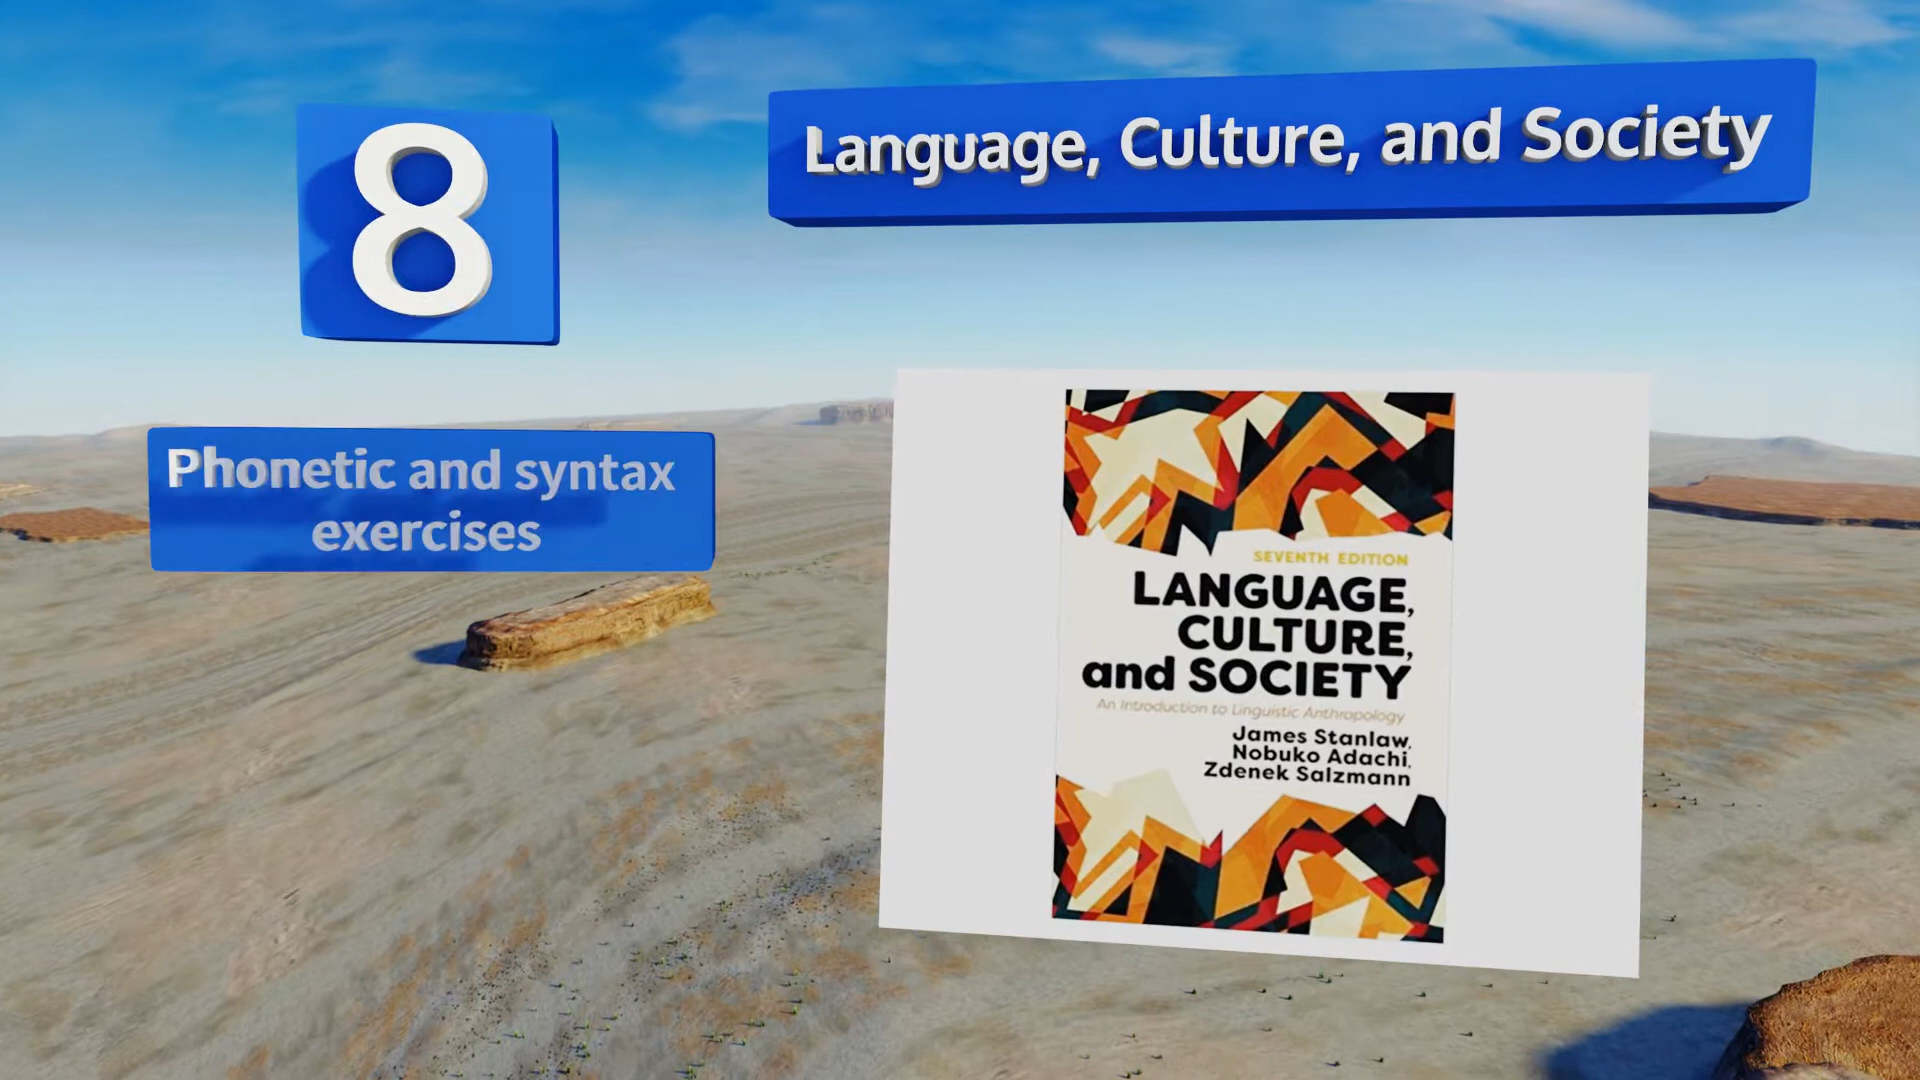 8
Language, Culture, and Society
Phonetic and syntax
exercises
SEVENTH EDITION
LANGUAGE,
CULTURE,
and SOCIETY
An Introduction to Linguistic Anthropology
James Stanlaw,
Nobuko Adachi,
Zdenek Salzmann